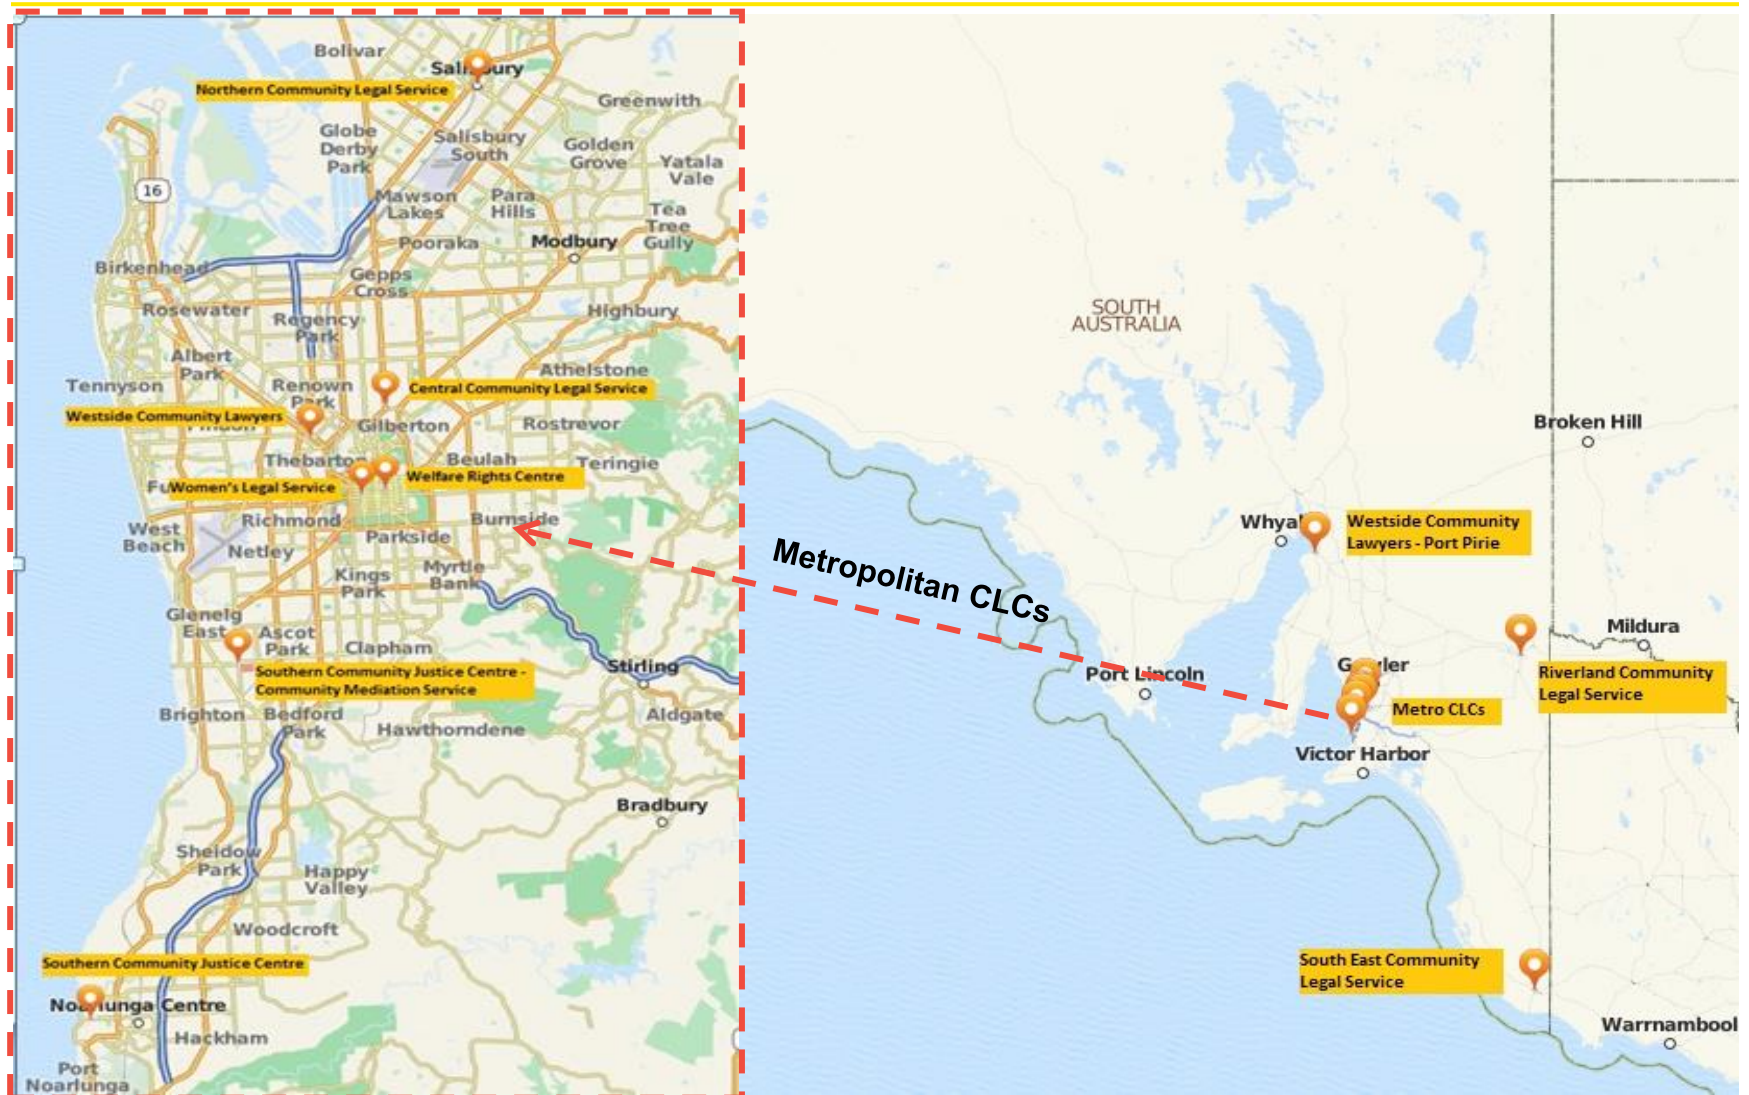 Bolivar
Salisbury
Northern Community Legal Service
Greenwith
Globe
Derby
Park
Salisbury
South
Golden
Grove
Yatala
Vale
16
Mawson
Lakes
Para
Hills
Tea
Tree
Gully
Pooraka
Modbury
Birkenhead
Gepps
Cross
Rosewater
Regency
Park
Highbury
Albert
Park
Tennyson
Renown
Park
Athelstone
Central Community Legal Service
Westside Community Lawyers
Gilberton
Rostrevor
Thebarton
Beulah
Teringie
Welfare Rights Centre
Women's Legal Service
Richmond
Burnside
West
Beach
Netley
Parkside
Kings
Park
Myrtle
Bank
Glenelg
East
Ascot
Park
Clapham
Stirling
Southern Community Justice Centre -
Community Mediation Service
Brighton
Bedford
Park
Hawthorndene
Aldgate
Bradbury
Sheidow
Park
Happy
Valley
Woodcroft
Southern Community Justice Centre
Noarlunga Centre
Hackham
Port
Noarlunga
Metropolitan CLCs
SOUTH
AUSTRALIA
Broken Hill
Whyal
Westside Community
Lawyers - Port Pirie
Mildura
Gawler
Port Lincoln
Riverland Community
Legal Service
Metro CLCs
Victor Harbor
South East Community
Legal Service
Warrnambool